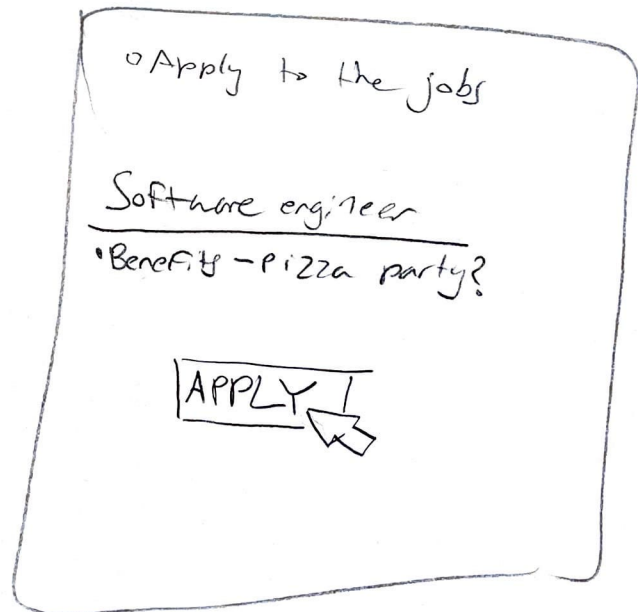 o Apply to the jobs
Software engineer
• Benefits - Pizza party?
APPLY